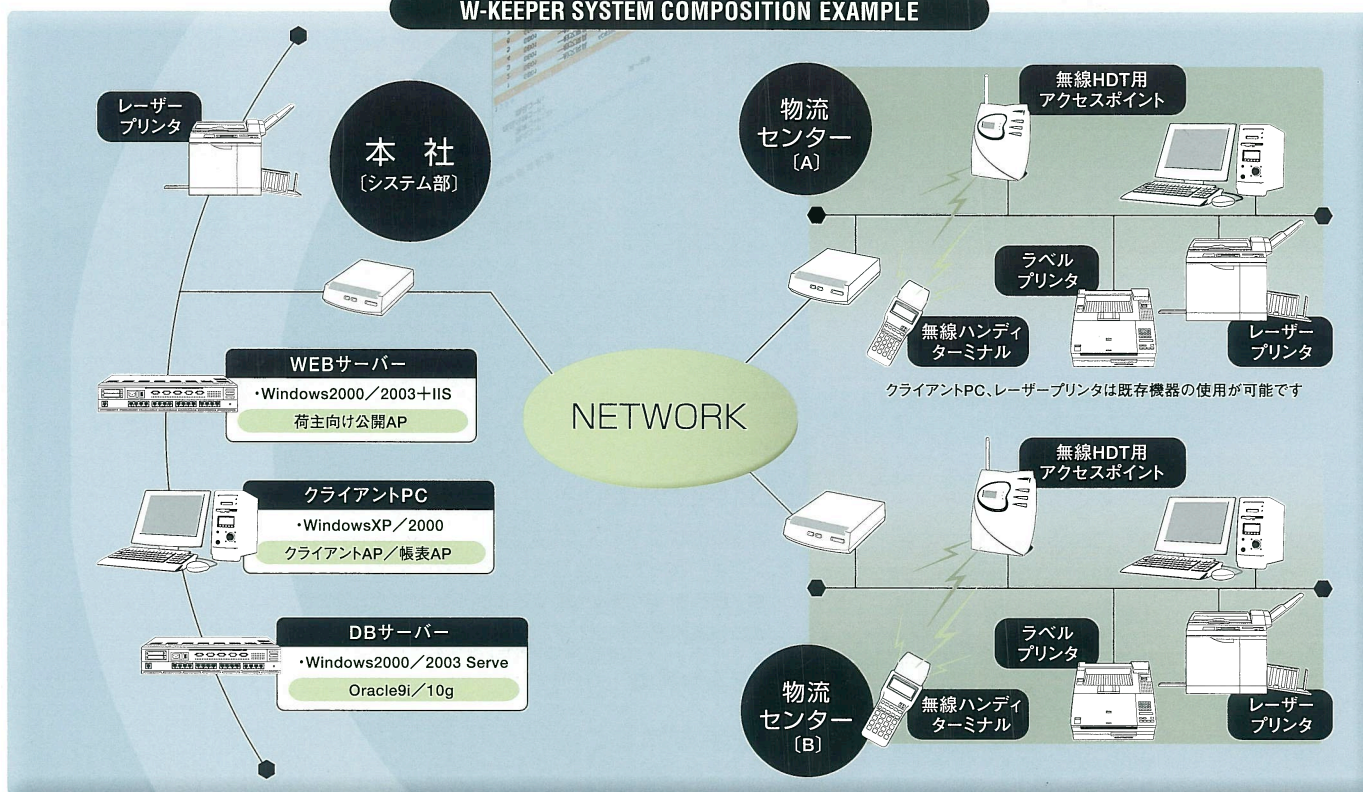 W-KEEPER SYSTEM COMPOSITION EXAMPLE
レーザー
プリンタ
本 社
〔システム部〕
WEBサーバー
・Windows2000／2003＋IIS
荷主向け公開AP
クライアントPC
・WindowsXP／2000
クライアントAP／帳表AP
DBサーバー
・Windows2000／2003 Serve
Oracle9i／10g
NETWORK
物流
センター
〔A〕
無線HDT用
アクセスポイント
ラベル
プリンタ
無線ハンディ
ターミナル
レーザー
プリンタ
クライアントPC、レーザープリンタは既存機器の使用が可能です
無線HDT用
アクセスポイント
物流
センター
〔B〕
ラベル
プリンタ
無線ハンディ
ターミナル
レーザー
プリンタ